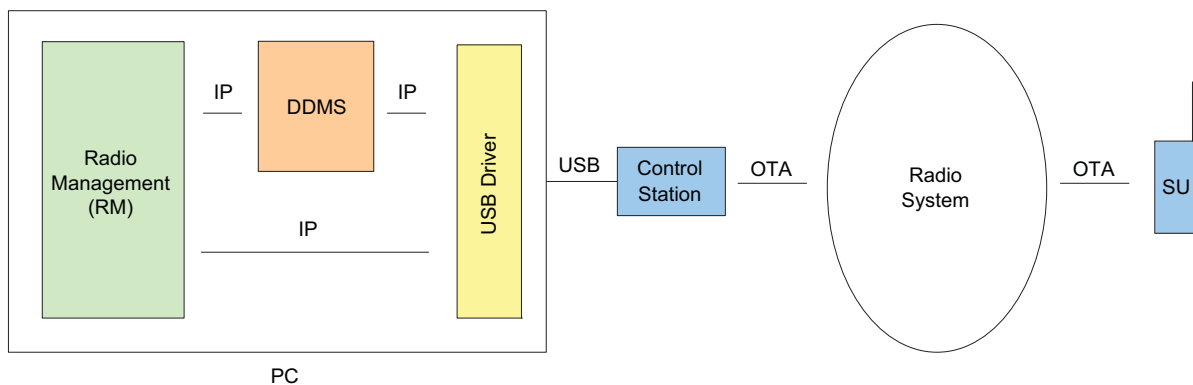 IP
DDMS
IP
Radio
Management
(RM)
USB Driver
IP
PC
USB
Control
Station
OTA
Radio
System
OTA
SU